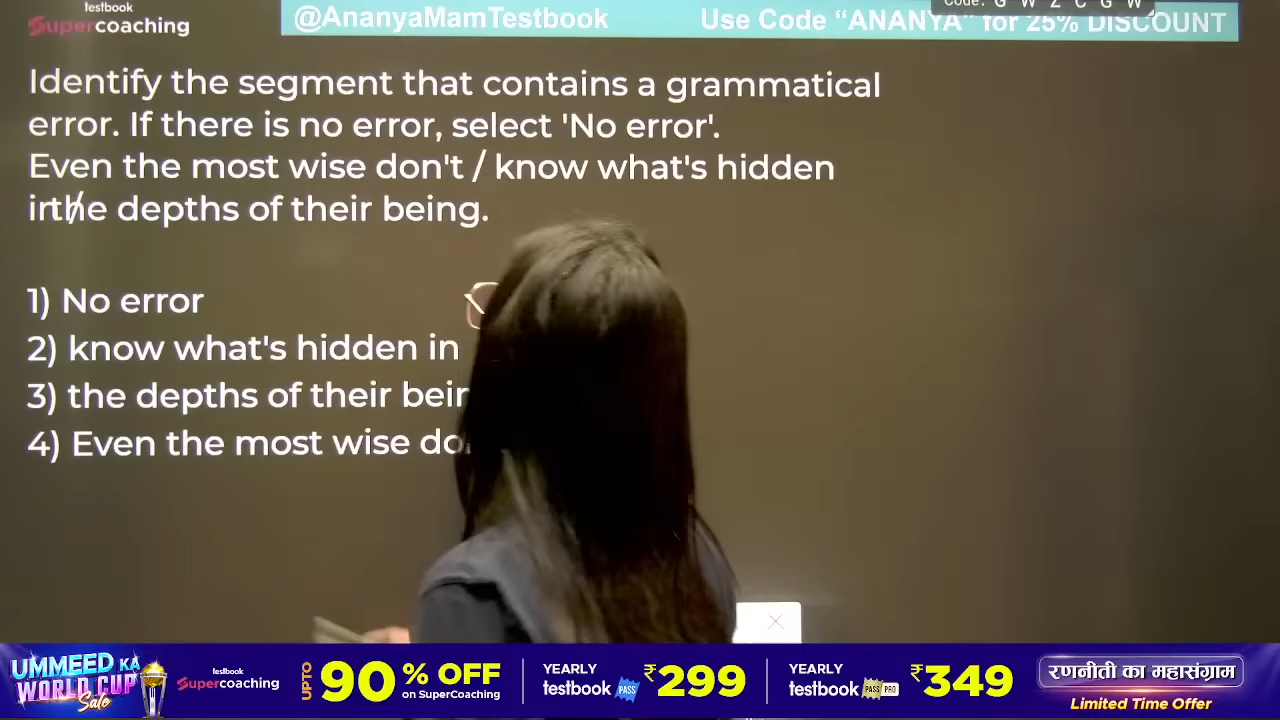 testbook
Supercoaching
@AnanyaMamTestbook
Use Code “ANANYA” for 25% DISCOUNT
Code: G W Z C G W
Identify the segment that contains a grammatical
error. If there is no error, select 'No error'.
Even the most wise don't / know what's hidden
in / the depths of their being.
1) No error
2) know what's hidden in
3) the depths of their
4) Even the most wise
UMMEED KA
WORLD CUP
Sale
testbook
Supercoaching
UPTO
90% OFF
on SuperCoaching
YEARLY
testbook PASS
₹299
YEARLY
testbook PASS PRO
₹349
रणनीती का महासंग्राम
Limited Time Offer